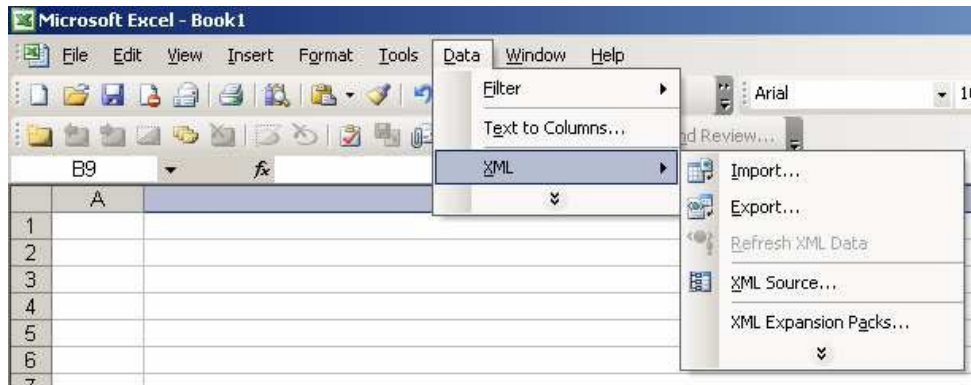 Microsoft Excel - Book1
File Edit View Insert Format Tools Data Window Help
Filter
Arial
Text to Columns...
Review...
B9 fx
XML
Import...
A
Export...
1
Refresh XML Data
2
3
XML Source...
4
5
XML Expansion Packs...
6